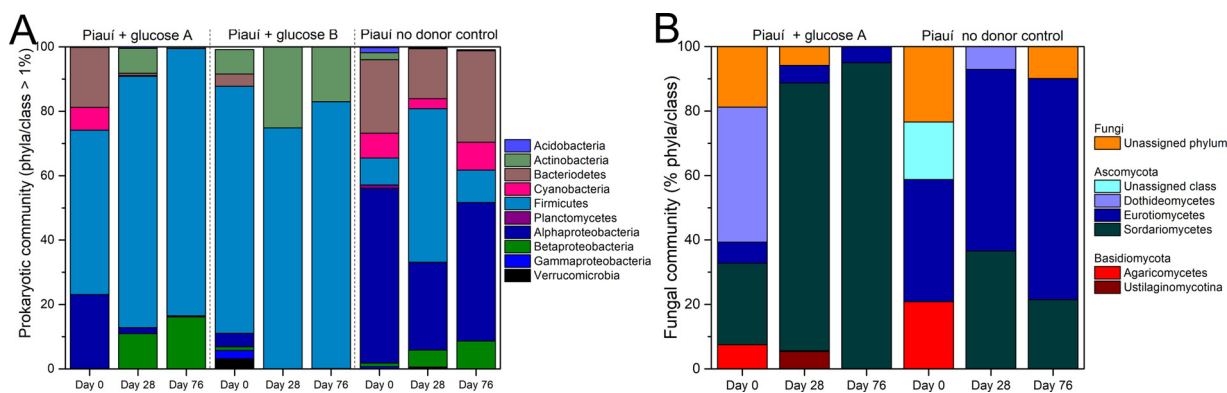 A
Piauí + glucose A
Piauí + glucose B
Piauí no donor control
Prokaryotic community (phyla/class > 1%)
100
80
60
40
20
0
Day 0
Day 28
Day 76
Day 0
Day 28
Day 76
Day 0
Day 28
Day 76
Acidobacteria
Actinobacteria
Bacteriodetes
Cyanobacteria
Firmicutes
Planctomycetes
Alphaproteobacteria
Betaproteobacteria
Gammaproteobacteria
Verrucomicrobia
B
Piauí + glucose A
Piauí no donor control
Fungal community (% phyla/class)
100
80
60
40
20
0
Day 0
Day 28
Day 76
Day 0
Day 28
Day 76
Fungi
Unassigned phylum
Ascomycota
Unassigned class
Dothideomycetes
Eurotiomycetes
Sordariomycetes
Basidiomycota
Agaricomycetes
Ustilaginomycotina